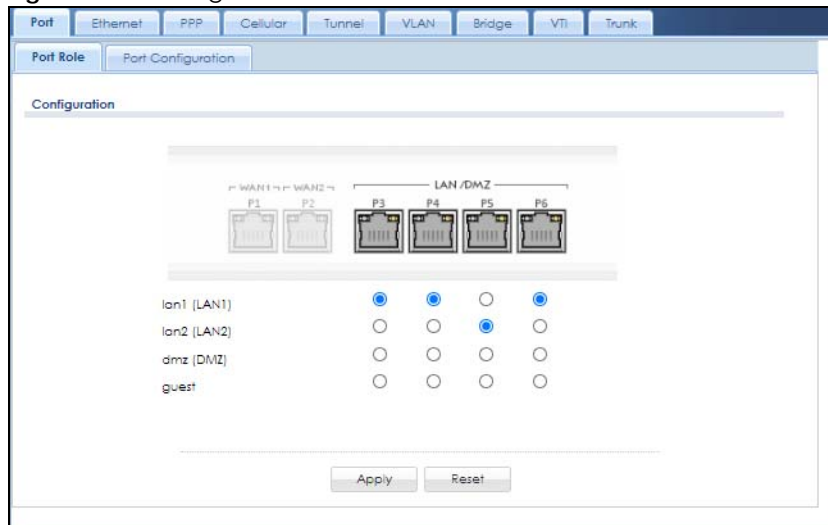 Port Ethernet PPP Cellular Tunnel VLAN Bridge VTI Trunk
Port Role Port Configuration
Configuration
WAN1 WAN2 LAN /DMZ
P1 P2 P3 P4 P5 P6
lan1 (LAN1)
lan2 (LAN2)
dmz (DMZ)
guest
Apply Reset